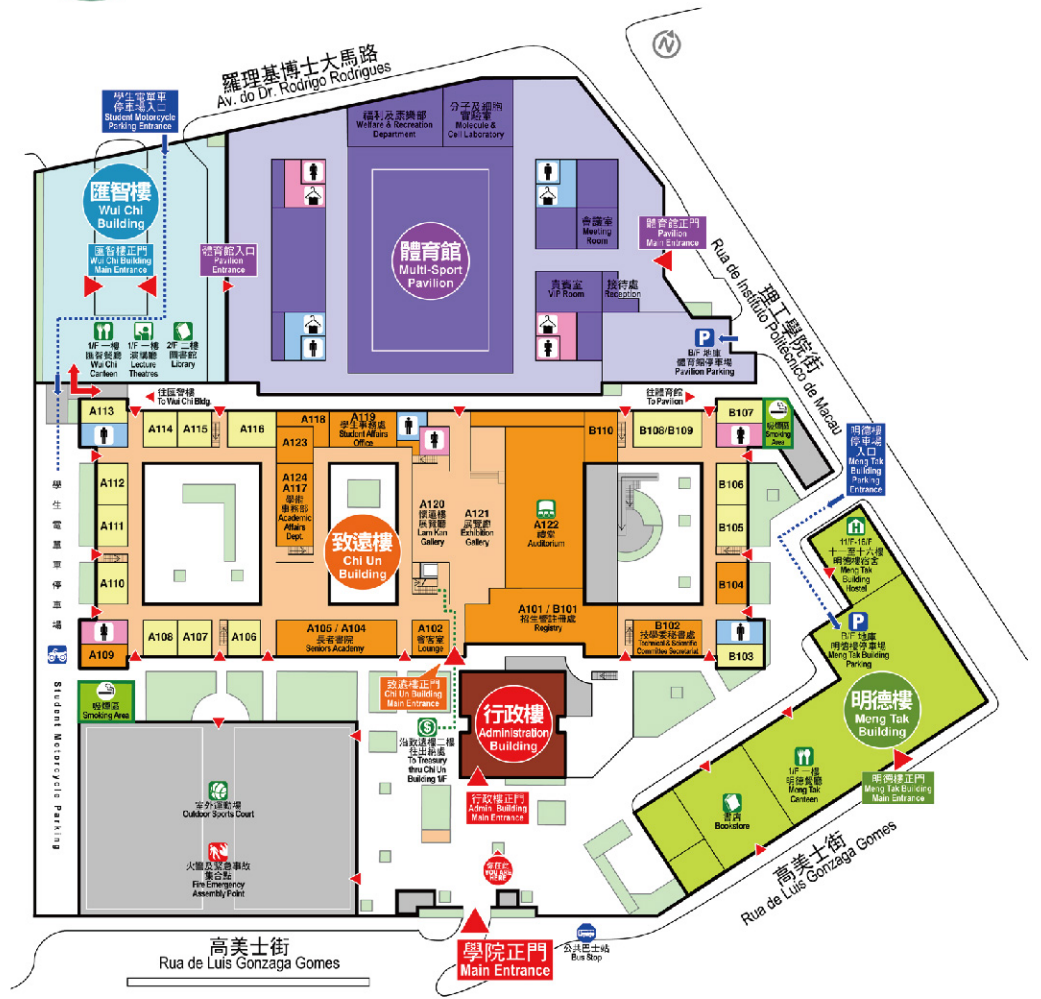 羅理基博士大馬路
Av. do Dr. Rodrigo Rodrigues
學生電單車
停車場入口
Student Motorcycle
Parking Entrance
福利及康樂部
Welfare & Recreation
Department
分子及細胞
實驗室
Molecule &
Cell Laboratory
匯智樓
Wui Chi
Building
匯智樓正門
Wui Chi Building
Main Entrance
體育館入口
Pavilion
Entrance
體育館
Multi-Sport
Pavilion
會議室
Meeting
Room
體育館正門
Pavilion
Main Entrance
貴賓室
VIP Room
接待處
Reception
理工學院街
Rua de Instituto Politécnico de Macau
1/F 一樓
匯智餐廳
Wui Chi
Canteen
1/F 一樓
演講廳
Lecture
Theatres
2/F 二樓
圖書館
Library
P
B/F 地庫
體育館停車場
Pavilion Parking
往匯智樓
To Wui Chi Bldg.
往體育館
To Pavilion
A113
A114
A115
A116
A118
A119
學生事務處
Student Affairs
Office
A123
B110
B108/B109
B107
吸煙區
Smoking
Area
明德樓
停車場
入口
Meng Tak
Building
Parking
Entrance
A112
A111
A110
A124
A117
學術
事務部
Academic
Affairs
Dept.
致遠樓
Chi Un
Building
A120
懷遠樓
展覽廳
Lam Kan
Gallery
A121
展覽廊
Exhibition
Gallery
A122
禮堂
Auditorium
B106
B105
B104
H
11/F-16/F
十一至十六樓
明德樓宿舍
Meng Tak
Building
Hostel
學生電單車停車場
Student Motorcycle Parking
A109
A108
A107
A106
A105 / A104
長者書院
Seniors Academy
A102
會客室
Lounge
A101 / B101
招生暨註冊處
Registry
B102
技學委秘書處
Technical & Scientific
Committee Secretariat
B103
P
B/F 地庫
明德樓停車場
Meng Tak Building
Parking
吸煙區
Smoking Area
致遠樓正門
Chi Un Building
Main Entrance
行政樓
Administration
Building
明德樓
Meng Tak
Building
$
沿致遠樓二樓
往出納處
To Treasury
thru Chi Un
Building 1/F
行政樓正門
Admin. Building
Main Entrance
1/F 一樓
明德餐廳
Meng Tak
Canteen
明德樓正門
Meng Tak Building
Main Entrance
書店
Bookstore
室外運動場
Outdoor Sports Court
火警及緊急事故
集合點
Fire Emergency
Assembly Point
你在此
YOU ARE
HERE
高美士街
Rua de Luis Gonzaga Gomes
高美士街
Rua de Luis Gonzaga Gomes
學院正門
Main Entrance
公共巴士站
Bus Stop